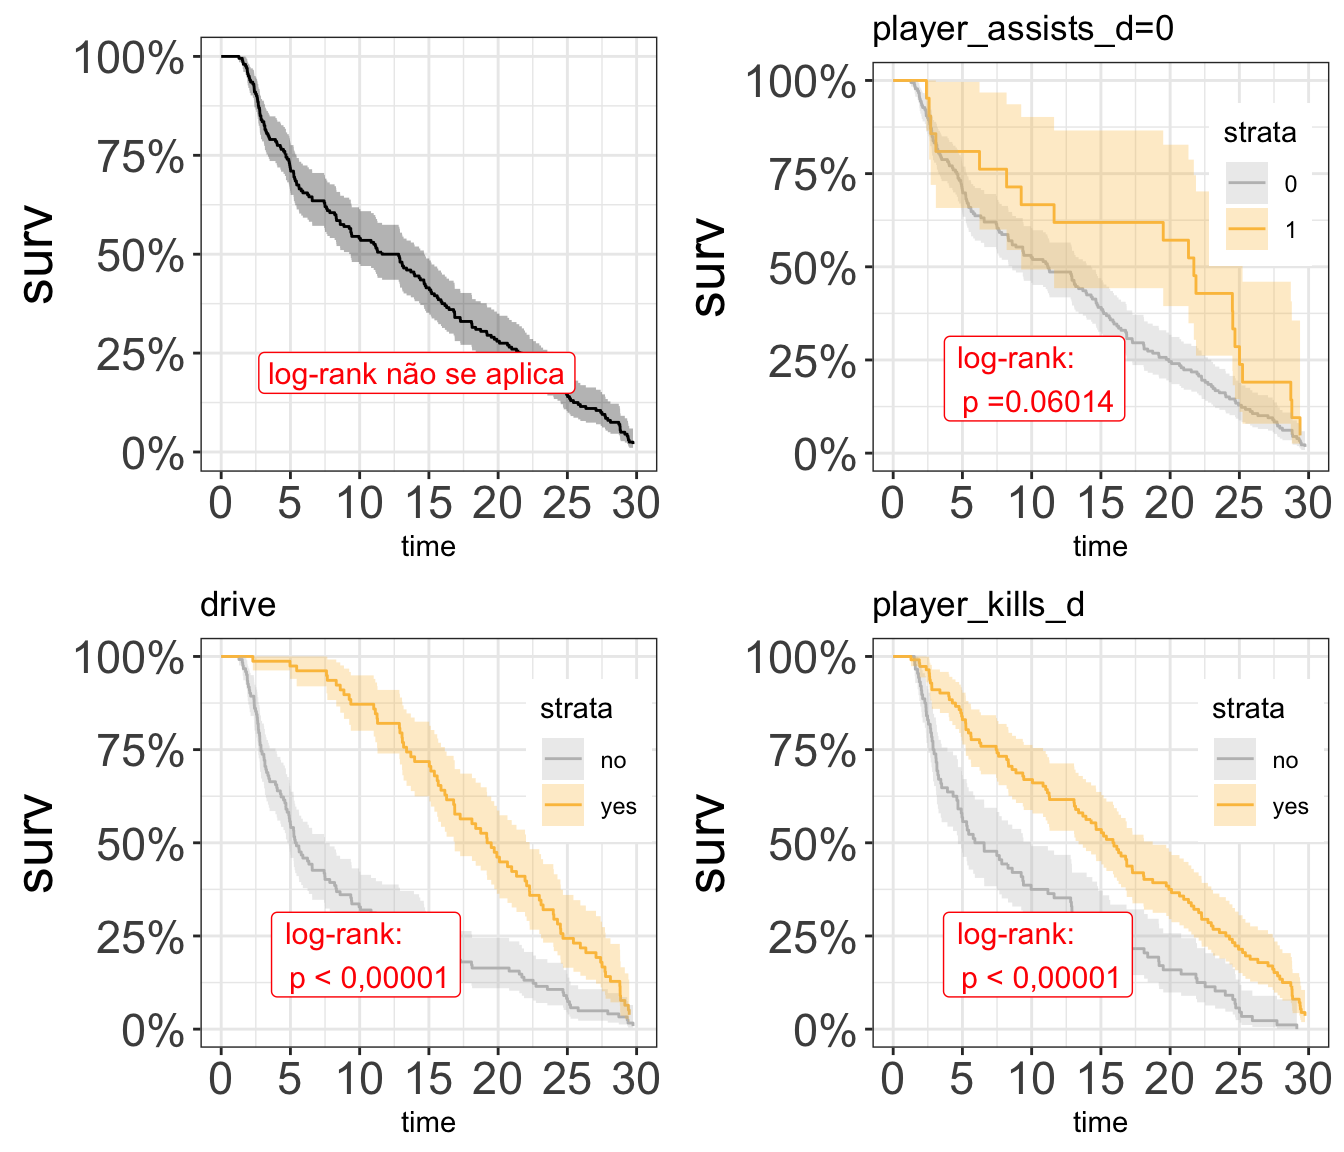 100%
75%
50%
25%
0%
surv
log-rank não se aplica
0 5 10 15 20 25 30
time
player_assists_d=0
100%
75%
50%
25%
0%
surv
strata
0
1
log-rank:
p =0.06014
0 5 10 15 20 25 30
time
drive
100%
75%
50%
25%
0%
surv
strata
no
yes
log-rank:
p < 0,00001
0 5 10 15 20 25 30
time
player_kills_d
100%
75%
50%
25%
0%
surv
strata
no
yes
log-rank:
p < 0,00001
0 5 10 15 20 25 30
time